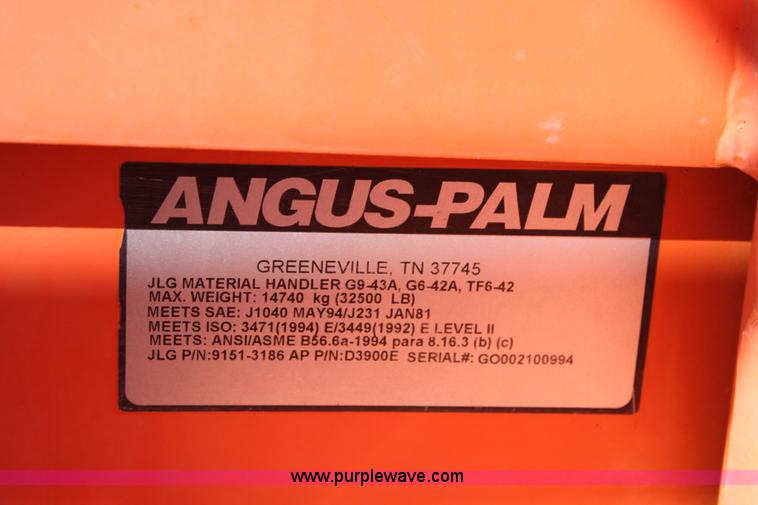 ANGUS-PALM
GREENEVILLE, TN 37745
JLG MATERIAL HANDLER G9-43A, G6-42A, TF6-42
MAX. WEIGHT: 14740 kg (32500 LB)
MEETS SAE: J1040 MAY94/J231 JAN81
MEETS ISO: 3471(1994) E/3449(1992) E LEVEL II
MEETS: ANSI/ASME B56.6a-1994 para 8.16.3 (b) (c)
JLG P/N:9151-3186 AP P/N:D3900E SERIAL#: GO002100994
www.purplewave.com